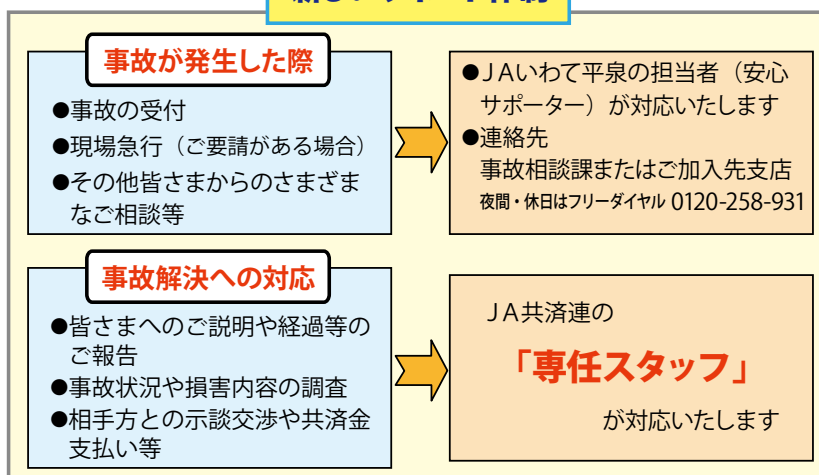 新しいサポート体制
事故が発生した際
●事故の受付
●現場急行（ご要請がある場合）
●その他皆さまからのさまざま
なご相談等
●ＪＡいわて平泉の担当者（安心
サポーター）が対応いたします
●連絡先
事故相談課またはご加入先支店
夜間・休日はフリーダイヤル 0120-258-931
事故解決への対応
●皆さまへのご説明や経過等の
ご報告
●事故状況や損害内容の調査
●相手方との示談交渉や共済金
支払い等
ＪＡ共済連の
「専任スタッフ」
が対応いたします